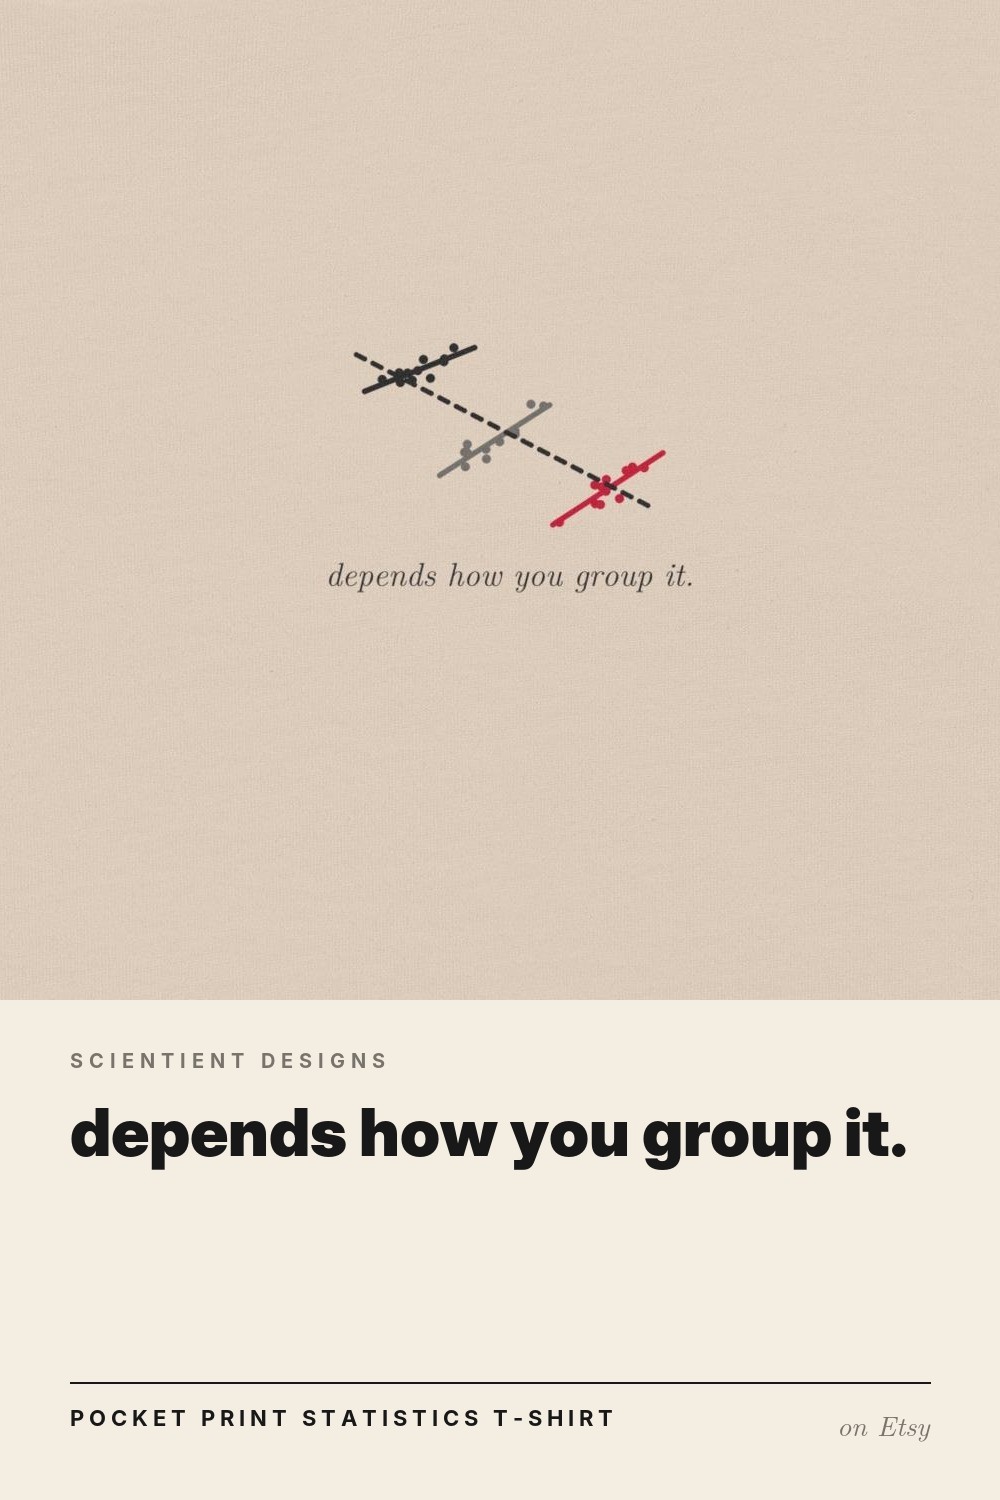 depends how you group it.
SCIENTIENT DESIGNS
depends how you group it.
POCKET PRINT STATISTICS T-SHIRT
on Etsy